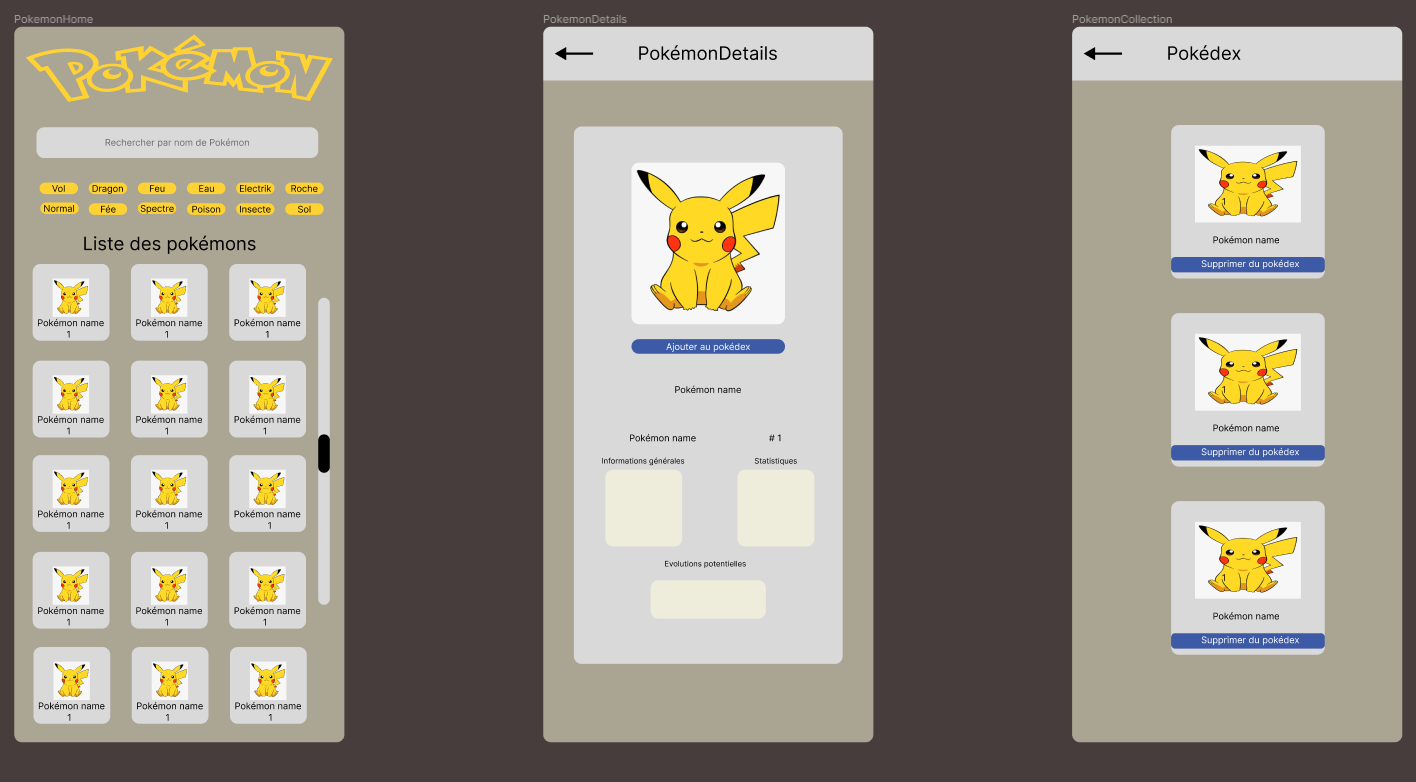 PokemonHome
POKéMON
Rechercher par nom de Pokémon
Vol Dragon Feu Eau Electrik Roche
Normal Fée Spectre Poison Insecte Sol
Liste des pokémons
Pokémon name Pokémon name Pokémon name
1 1 1
Pokémon name Pokémon name Pokémon name
1 1 1
Pokémon name Pokémon name Pokémon name
1 1 1
Pokémon name Pokémon name Pokémon name
1 1 1
Pokémon name Pokémon name Pokémon name
1 1 1
PokemonDetails
PokémonDetails
Ajouter au pokédex
Pokémon name
Pokémon name # 1
Informations générales Statistiques
Evolutions potentielles
PokemonCollection
Pokédex
1
Pokémon name
Supprimer du pokédex
1
Pokémon name
Supprimer du pokédex
1
Pokémon name
Supprimer du pokédex